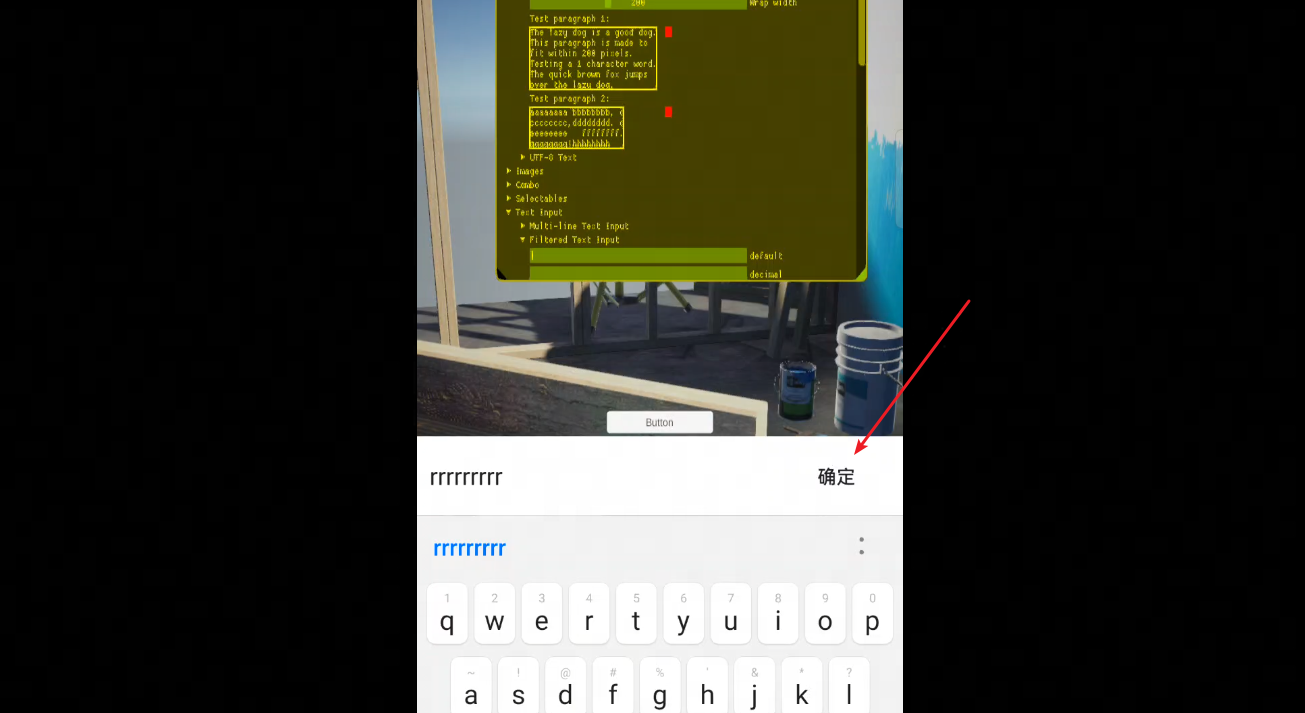 200 Wrap width
Test paragraph 1:
The lazy dog is a good dog.
This paragraph is made to
fit within 200 pixels.
Testing a 1 character word.
The quick brown fox jumps
over the lazy dog.
Test paragraph 2:
aaaaaaaa bbbbbbbb, c
cccccccc,dddddddd. d
eeeeeeee   ffffffff.
gggggggg!hhhhhhhh
UTF-8 Text
Images
Combo
Selectables
Text Input
Multi-line Text Input
Filtered Text Input
default
decimal
Button
rrrrrrrrr 确定
rrrrrrrrr
1 2 3 4 5 6 7 8 9 0
q w e r t y u i o p
~ ! @ # % ' & * ?
a s d f g h j k l